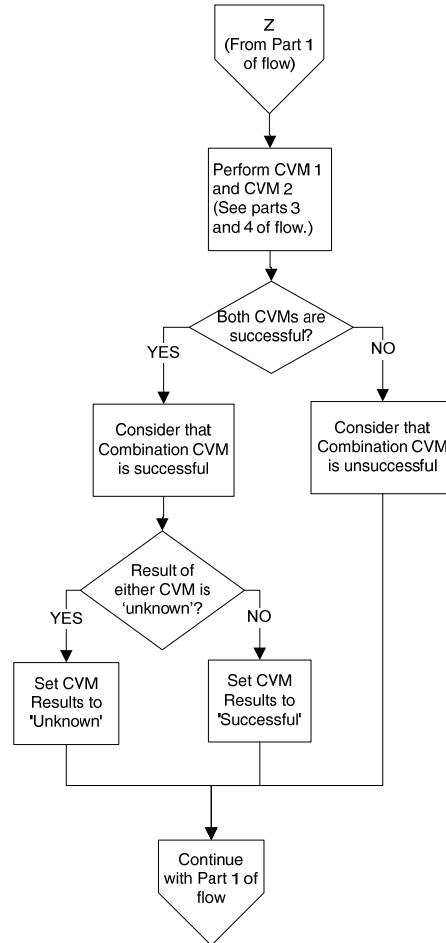 Z
(From Part 1
of flow)
Perform CVM 1
and CVM 2
(See parts 3
and 4 of flow.)
Both CVMs are
successful?
YES
NO
Consider that
Combination CVM
is successful
Consider that
Combination CVM
is unsuccessful
Result of
either CVM is
‘unknown’?
YES
NO
Set CVM
Results to
'Unknown'
Set CVM
Results to
'Successful'
Continue
with Part 1 of
flow